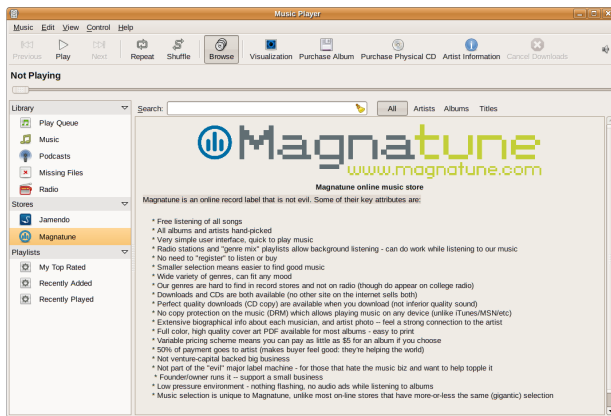 Music Player
Music Edit View Control Help
Previous Play Next Repeat Shuffle Browse Visualization Purchase Album Purchase Physical CD Artist Information Cancel Downloads
Not Playing
Library
Play Queue
Music
Podcasts
Missing Files
Radio
Stores
Jamendo
Magnatune
Playlists
My Top Rated
Recently Added
Recently Played
Search: All Artists Albums Titles
Magnatune
www.magnatune.com
Magnatune online music store
Magnatune is an online record label that is not evil. Some of their key attributes are:
* Free listening of all songs
* All albums and artists hand-picked
* Very simple user interface, quick to play music
* Radio stations and "genre mix" playlists allow background listening - can do work while listening to our music
* No need to "register" to listen or buy
* Smaller selection means easier to find good music
* Wide variety of genres, can fit any mood
* Our genres are hard to find in record stores and not on radio (though do appear on college radio)
* Downloads and CDs are both available (no other site on the internet sells both)
* Perfect quality downloads (CD copy) are available when you download (not inferior quality sound)
* No copy protection on the music (DRM) which allows playing music on any device (unlike iTunes/MSN/etc)
* Extensive biographical info about each musician, and artist photo -- feel a strong connection to the artist
* Full color, high quality cover art PDF available for most albums - easy to print
* Variable pricing scheme means you can pay as little as $5 for an album if you choose
* 50% of payment goes to artist (makes buyer feel good: they're helping the world)
* Not venture-capital backed big business
* Not part of the "evil" major label machine - for those that hate the music biz and want to help topple it
* Founder/owner runs it -- support a small business
* Low pressure environment - nothing flashing, no audio ads while listening to albums
* Music selection is unique to Magnatune, unlike most on-line stores that have more-or-less the same (gigantic) selection